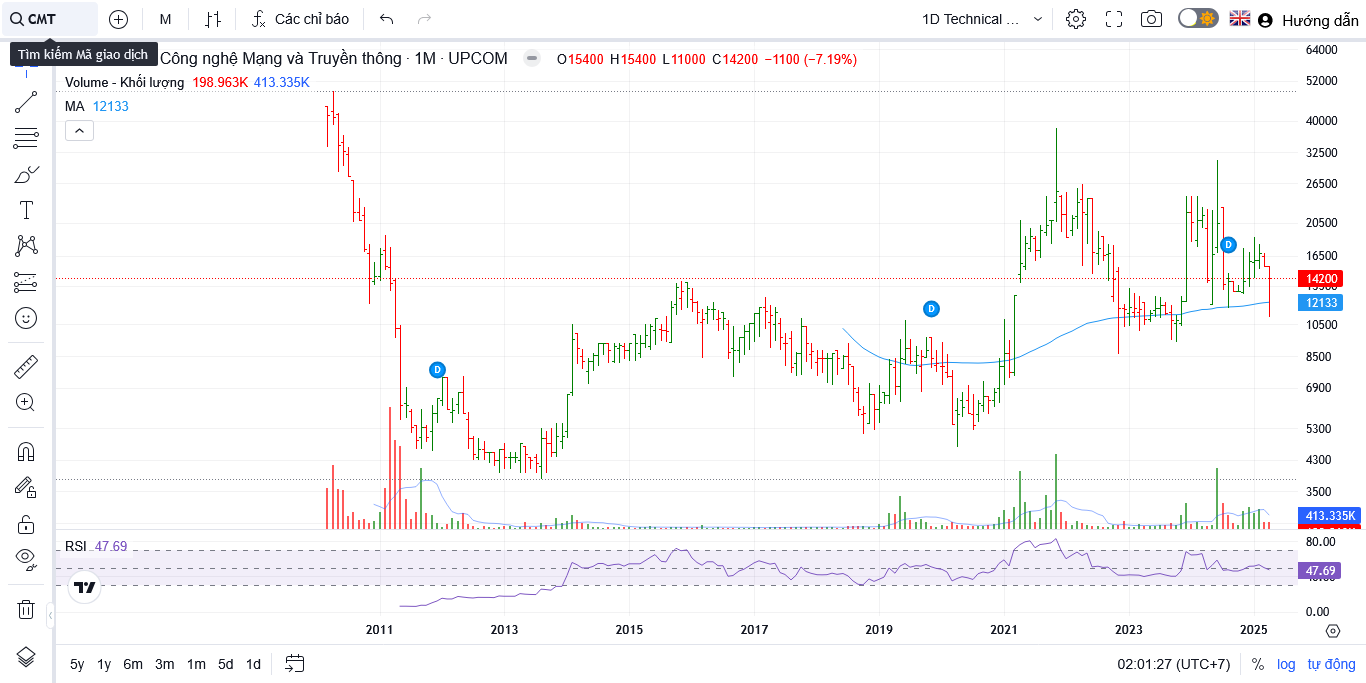 CMT M Các chỉ báo 1D Technical ... Hướng dẫn
Tìm kiếm Mã giao dịch
Công nghệ Mạng và Truyền thông · 1M · UPCOM O15400 H15400 L11000 C14200 −1100 (−7.19%)
Volume - Khối lượng 198.963K 413.335K
MA 12133
64000
52000
40000
32500
26500
20500
16500
14200
12133
10500
8500
6900
5300
4300
3500
413.335K
D
D
D
RSI 47.69
80.00
47.69
0.00
2011 2013 2015 2017 2019 2021 2023 2025
5y 1y 6m 3m 1m 5d 1d 02:01:27 (UTC+7) % log tự động